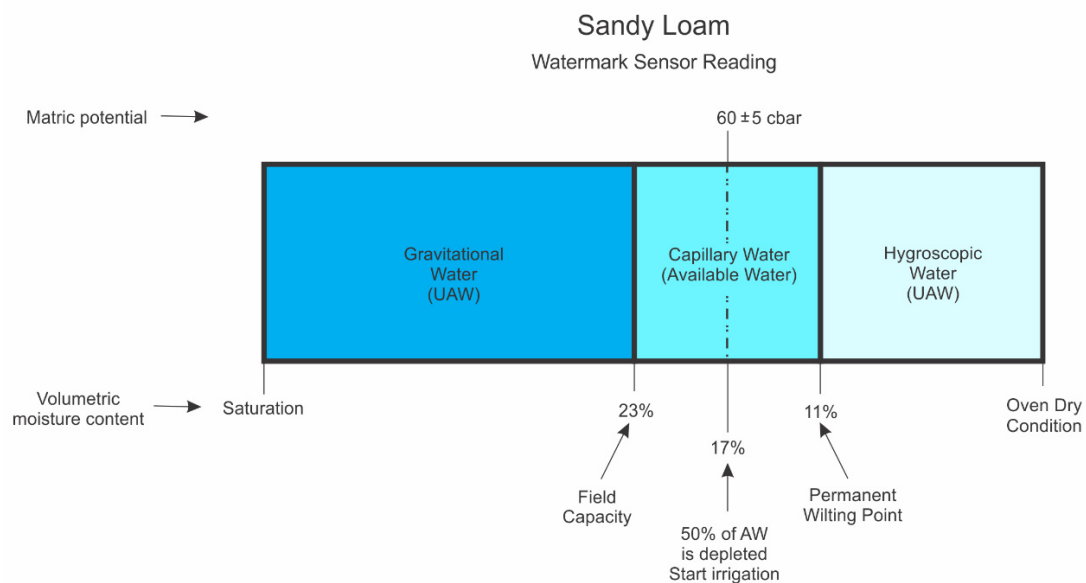 Sandy Loam
Watermark Sensor Reading
Matric potential
60 ±5 cbar
Gravitational
Water
(UAW)
Capillary Water
(Available Water)
Hygroscopic
Water
(UAW)
Volumetric
moisture content
Saturation
23%
17%
11%
Oven Dry
Condition
Field
Capacity
50% of AW
is depleted
Start irrigation
Permanent
Wilting Point